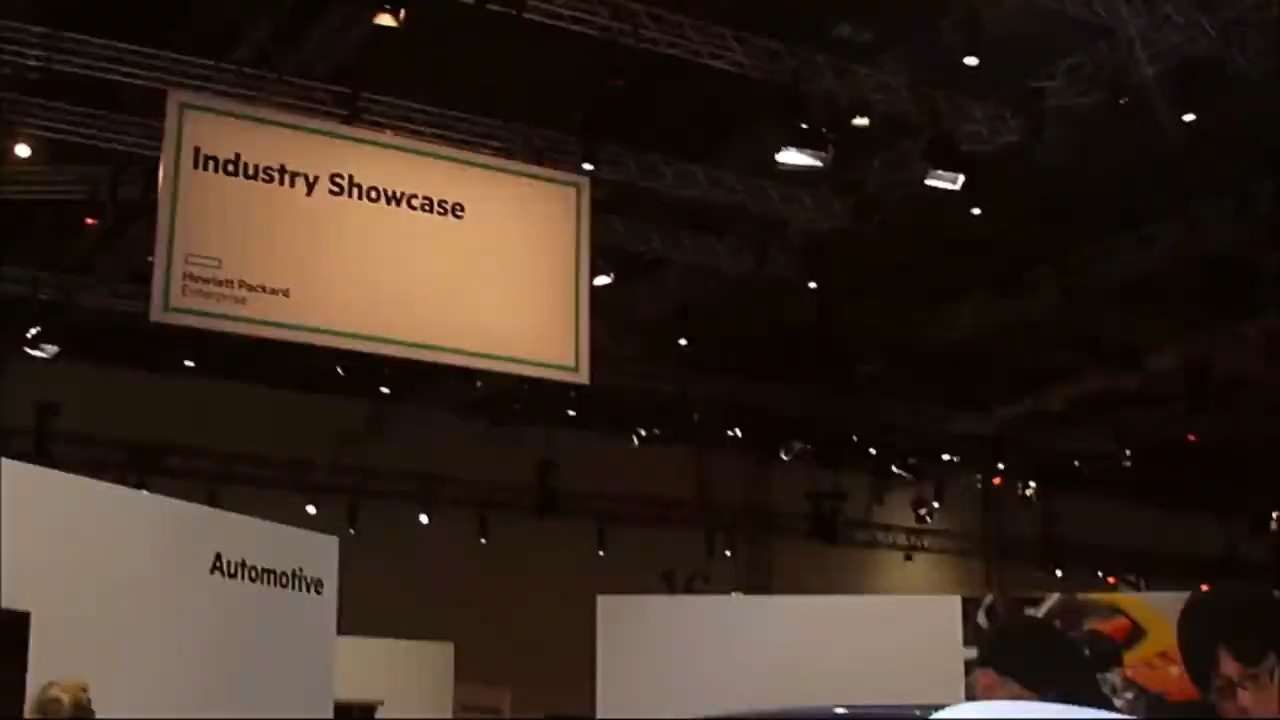 Industry Showcase
Hewlett Packard
Enterprise
Automotive